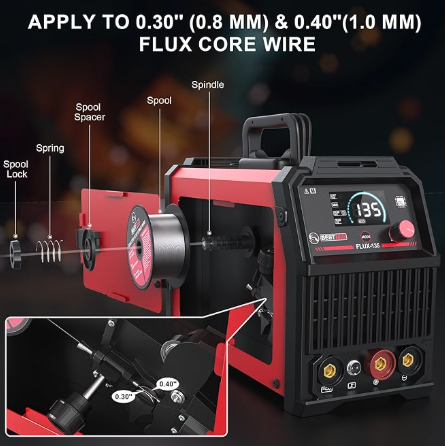 APPLY TO 0.30" (0.8 MM) & 0.40"(1.0 MM)
FLUX CORE WIRE
Spindle
Spool
Spool
Spacer
Spring
Spool
Lock
135
MODE
FLUX-135
0.30"
0.40"